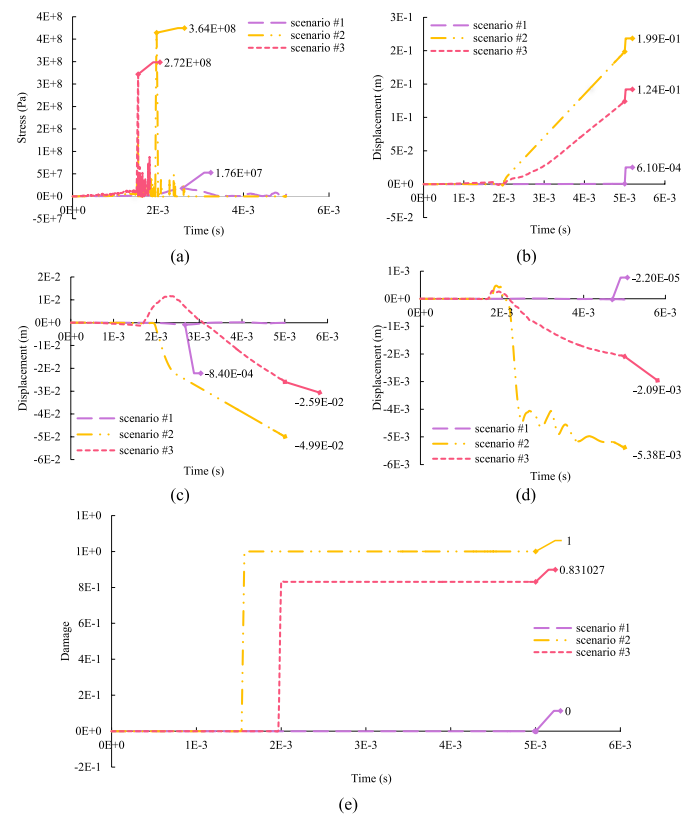 4E+8
4E+8
3E+8
3E+8
2E+8
2E+8
1E+8
5E+7
0E+0
-5E+7
Stress (Pa)
3.64E+08
2.72E+08
1.76E+07
scenario #1
scenario #2
scenario #3
0E+0 2E-3 4E-3 6E-3
Time (s)
(a)
3E-1
2E-1
2E-1
1E-1
5E-2
0E+0
-5E-2
Displacement (m)
scenario #1
scenario #2
scenario #3
1.99E-01
1.24E-01
6.10E-04
0E+0 1E-3 2E-3 3E-3 4E-3 5E-3 6E-3
Time (s)
(b)
2E-2
1E-2
0E+0
-1E-2
-2E-2
-3E-2
-4E-2
-5E-2
-6E-2
Displacement (m)
0E+0 1E-3 2E-3 3E-3 4E-3 5E-3 6E-3
-8.40E-04
-2.59E-02
-4.99E-02
scenario #1
scenario #2
scenario #3
Time (s)
(c)
1E-3
0E+0
-1E-3
-2E-3
-3E-3
-4E-3
-5E-3
-6E-3
Displacement (m)
0E+0 1E-3 2E-3 3E-3 4E-3 5E-3 6E-3
-2.20E-05
-2.09E-03
-5.38E-03
scenario #1
scenario #2
scenario #3
Time (s)
(d)
1E+0
1E+0
8E-1
6E-1
4E-1
2E-1
0E+0
-2E-1
Damage
1
0.831027
0
scenario #1
scenario #2
scenario #3
0E+0 1E-3 2E-3 3E-3 4E-3 5E-3 6E-3
Time (s)
(e)